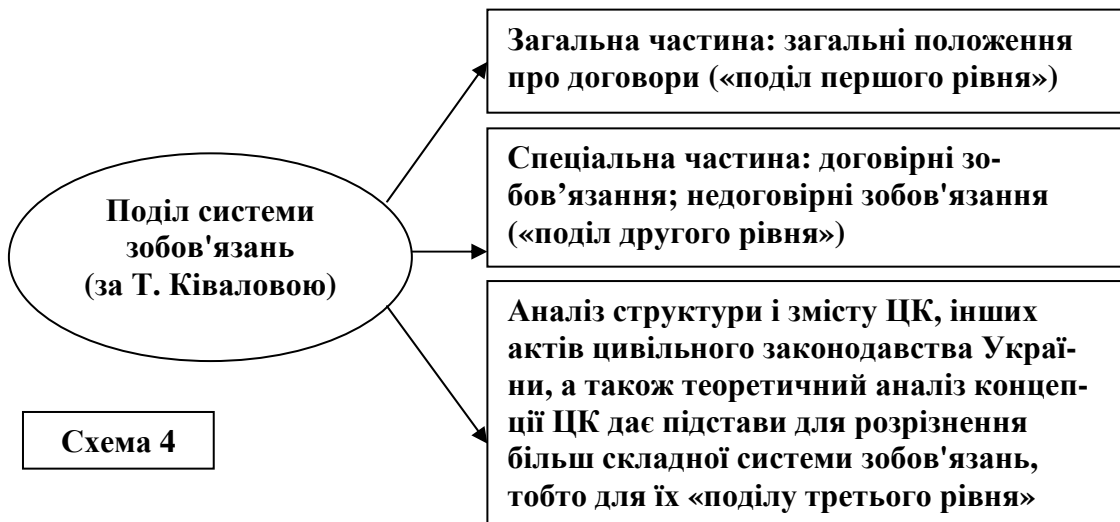 Загальна частина: загальні положення
про договори («поділ першого рівня»)
Спеціальна частина: договірні зо-
бов’язання; недоговірні зобов'язання
(«поділ другого рівня»)
Поділ системи
зобов'язань
(за Т. Ківаловою)
Аналіз структури і змісту ЦК, інших
актів цивільного законодавства Украї-
ни, а також теоретичний аналіз концеп-
ції ЦК дає підстави для розрізнення
більш складної системи зобов'язань,
тобто для їх «поділу третього рівня»
Схема 4